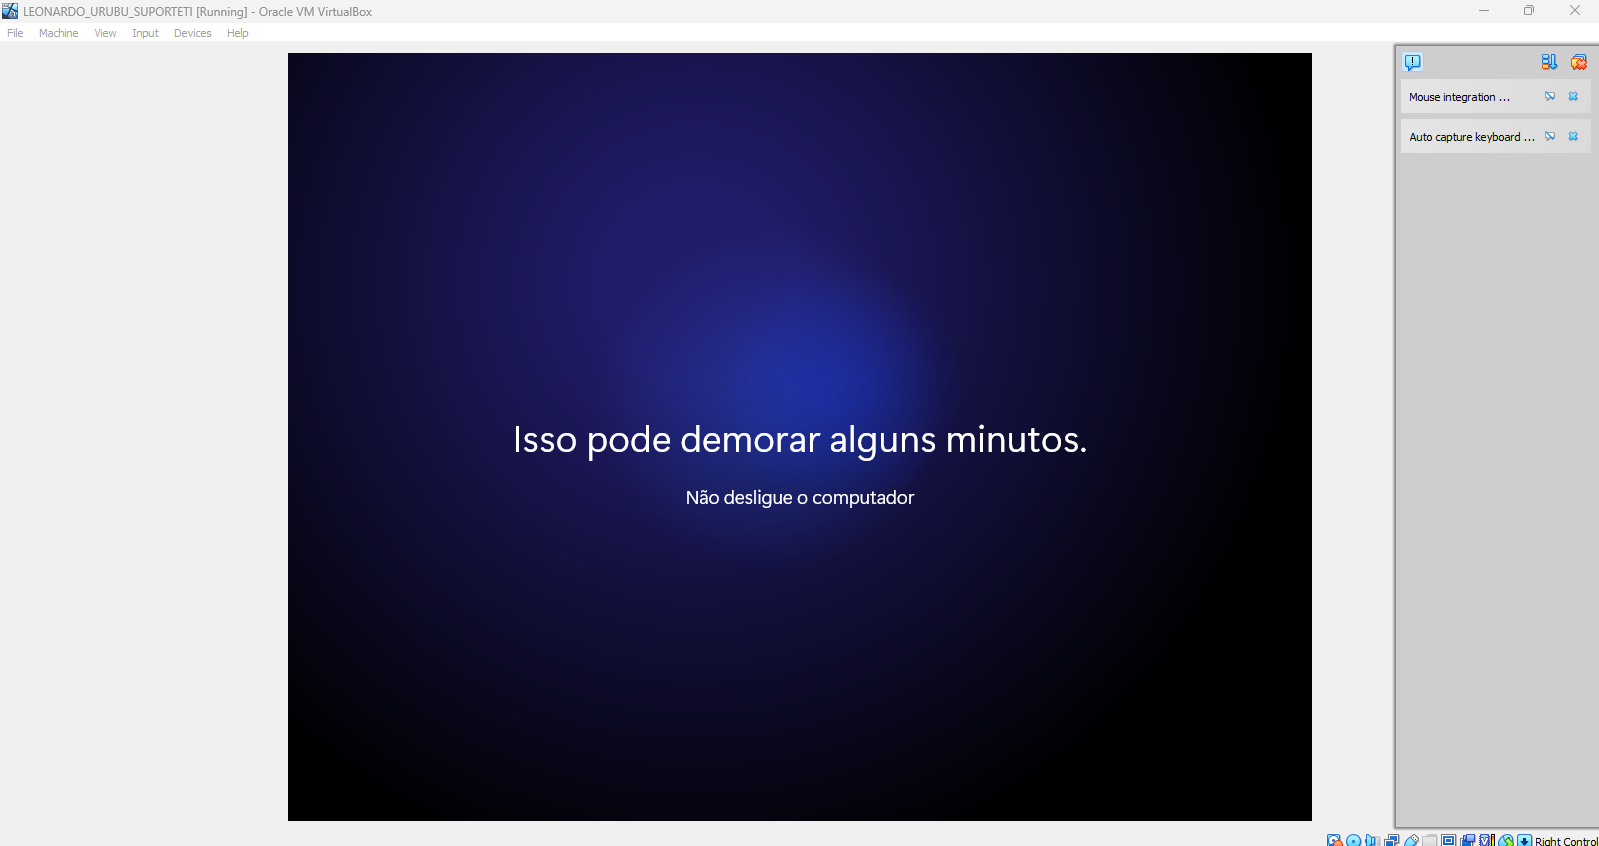 LEONARDO_URUBU_SUPORTETI [Running] - Oracle VM VirtualBox
File Machine View Input Devices Help
Mouse integration ...
Auto capture keyboard ...
Isso pode demorar alguns minutos.
Não desligue o computador
Right Control